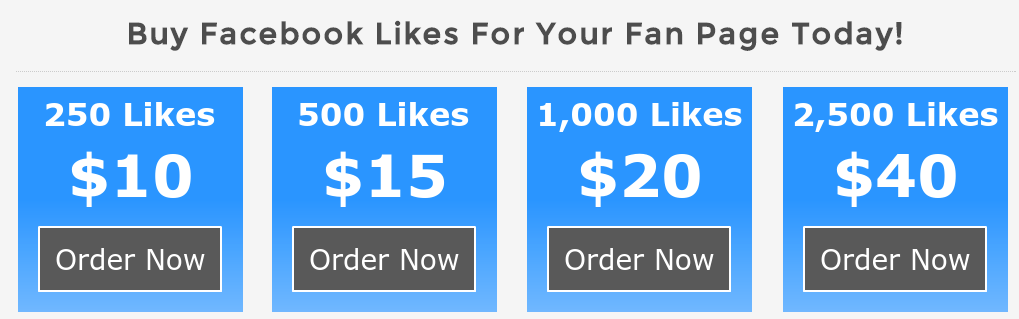 Buy Facebook Likes For Your Fan Page Today!
250 Likes
$10
Order Now
500 Likes
$15
Order Now
1,000 Likes
$20
Order Now
2,500 Likes
$40
Order Now